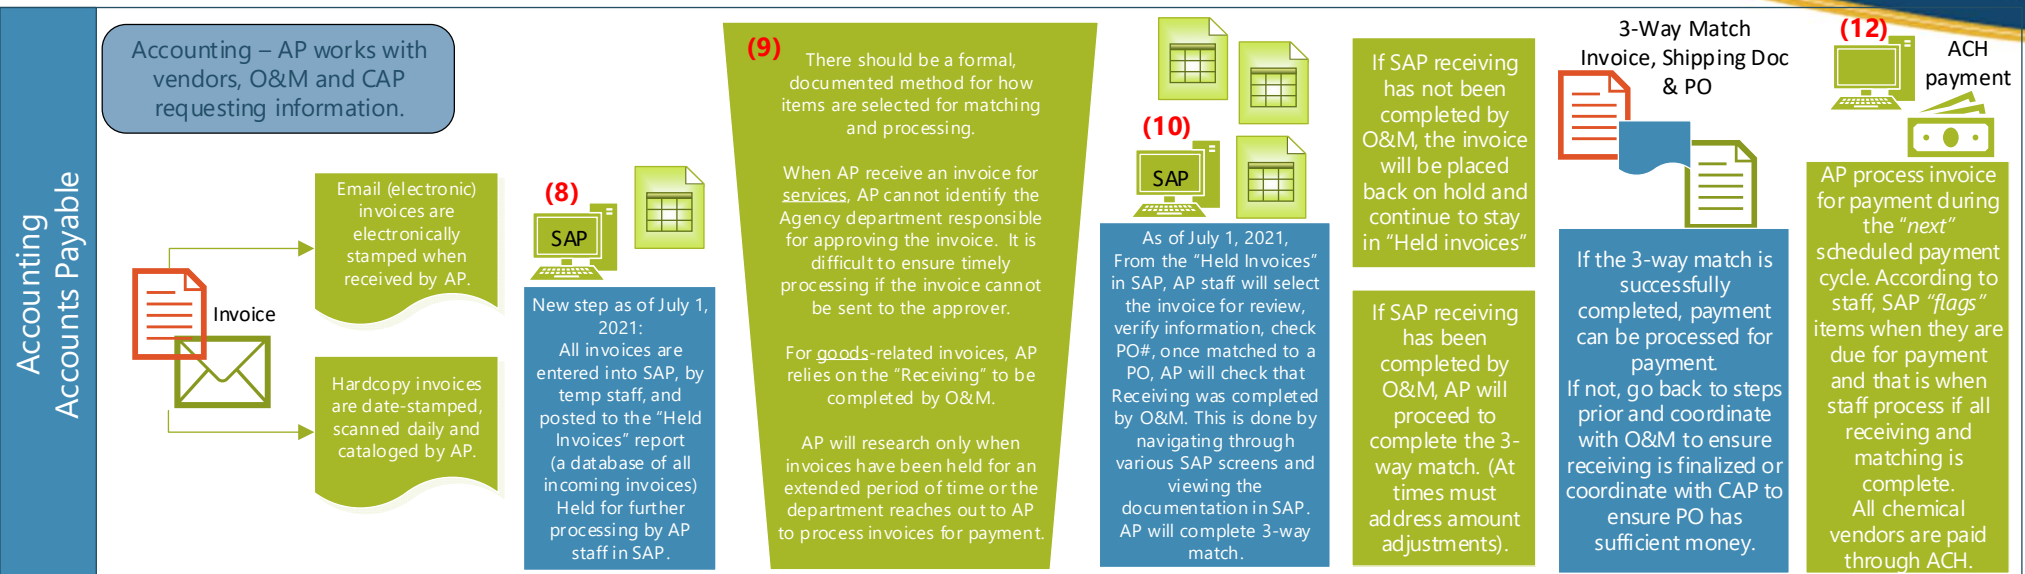 Accounting
Accounts Payable
Accounting – AP works with
vendors, O&M and CAP
requesting information.
Invoice
Email (electronic)
invoices are
electronically
stamped when
received by AP.
Hardcopy invoices
are date-stamped,
scanned daily and
cataloged by AP.
(8)
SAP
New step as of July 1,
2021:
All invoices are
entered into SAP, by
temp staff, and
posted to the “Held
Invoices” report
(a database of all
incoming invoices)
Held for further
processing by AP
staff in SAP.
(9)
There should be a formal,
documented method for how
items are selected for matching
and processing.
When AP receive an invoice for
services, AP cannot identify the
Agency department responsible
for approving the invoice. It is
difficult to ensure timely
processing if the invoice cannot
be sent to the approver.
For goods-related invoices, AP
relies on the “Receiving” to be
completed by O&M.
AP will research only when
invoices have been held for an
extended period of time or the
department reaches out to AP
to process invoices for payment.
(10)
SAP
As of July 1, 2021,
From the “Held Invoices”
in SAP, AP staff will select
the invoice for review,
verify information, check
PO#, once matched to a
PO, AP will check that
Receiving was completed
by O&M. This is done by
navigating through
various SAP screens and
viewing the
documentation in SAP.
AP will complete 3-way
match.
If SAP receiving
has not been
completed by
O&M, the invoice
will be placed
back on hold and
continue to stay
in “Held invoices”
If SAP receiving
has been
completed by
O&M, AP will
proceed to
complete the 3-
way match. (At
times must
address amount
adjustments).
3-Way Match
Invoice, Shipping Doc
& PO
If the 3-way match is
successfully
completed, payment
can be processed for
payment.
If not, go back to steps
prior and coordinate
with O&M to ensure
receiving is finalized or
coordinate with CAP to
ensure PO has
sufficient money.
(12)
ACH
payment
AP process invoice
for payment during
the “next”
scheduled payment
cycle. According to
staff, SAP “flags”
items when they are
due for payment
and that is when
staff process if all
receiving and
matching is
complete.
All chemical
vendors are paid
through ACH.